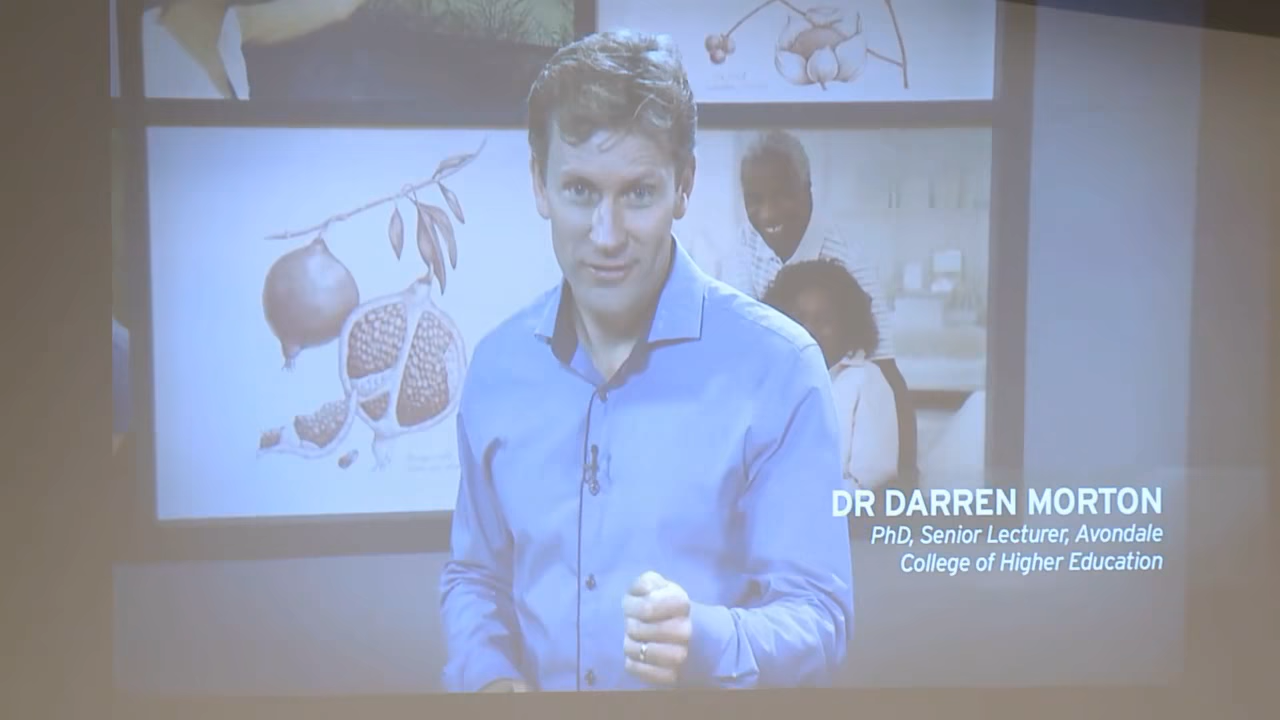 DR DARREN MORTON
PhD, Senior Lecturer, Avondale
College of Higher Education